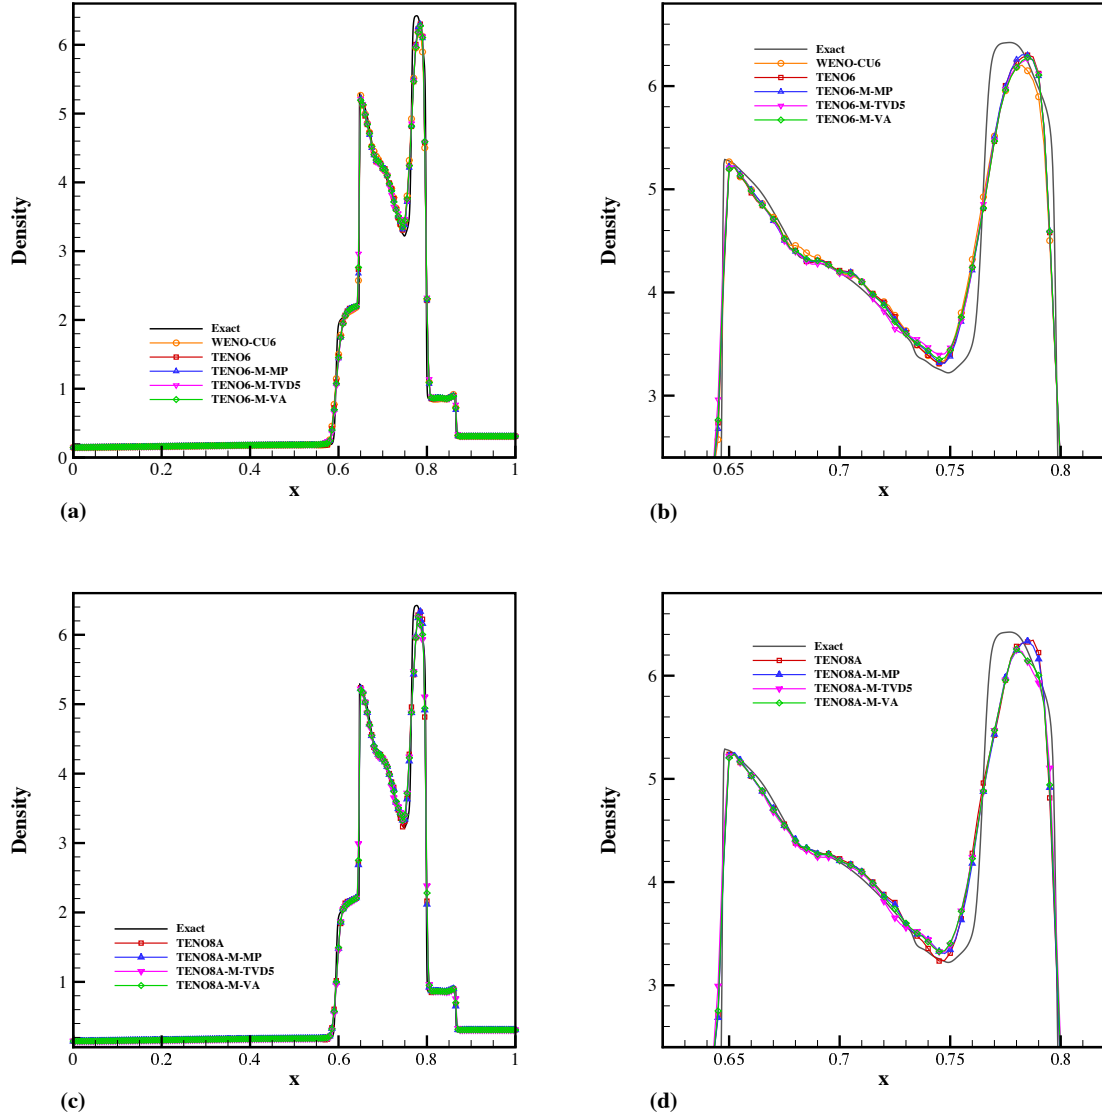 Density
6
5
4
3
2
1
0
Exact
WENO-CU6
TENO6
TENO6-M-MP
TENO6-M-TVD5
TENO6-M-VA
0 0.2 0.4 0.6 0.8 1
x
(a)
Density
6
5
4
3
Exact
WENO-CU6
TENO6
TENO6-M-MP
TENO6-M-TVD5
TENO6-M-VA
0.65 0.7 0.75 0.8
x
(b)
Density
6
5
4
3
2
1
Exact
TENO8A
TENO8A-M-MP
TENO8A-M-TVD5
TENO8A-M-VA
0 0.2 0.4 0.6 0.8 1
x
(c)
Density
6
5
4
3
Exact
TENO8A
TENO8A-M-MP
TENO8A-M-TVD5
TENO8A-M-VA
0.65 0.7 0.75 0.8
x
(d)